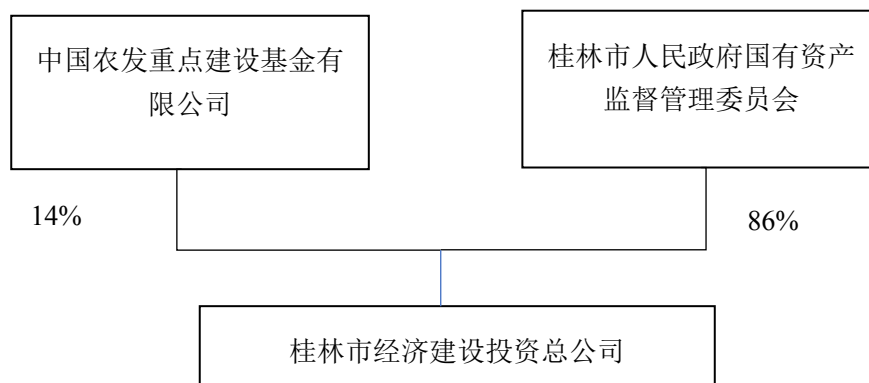 中国农发重点建设基金有
限公司
桂林市人民政府国有资产
监督管理委员会
14%
86%
桂林市经济建设投资总公司